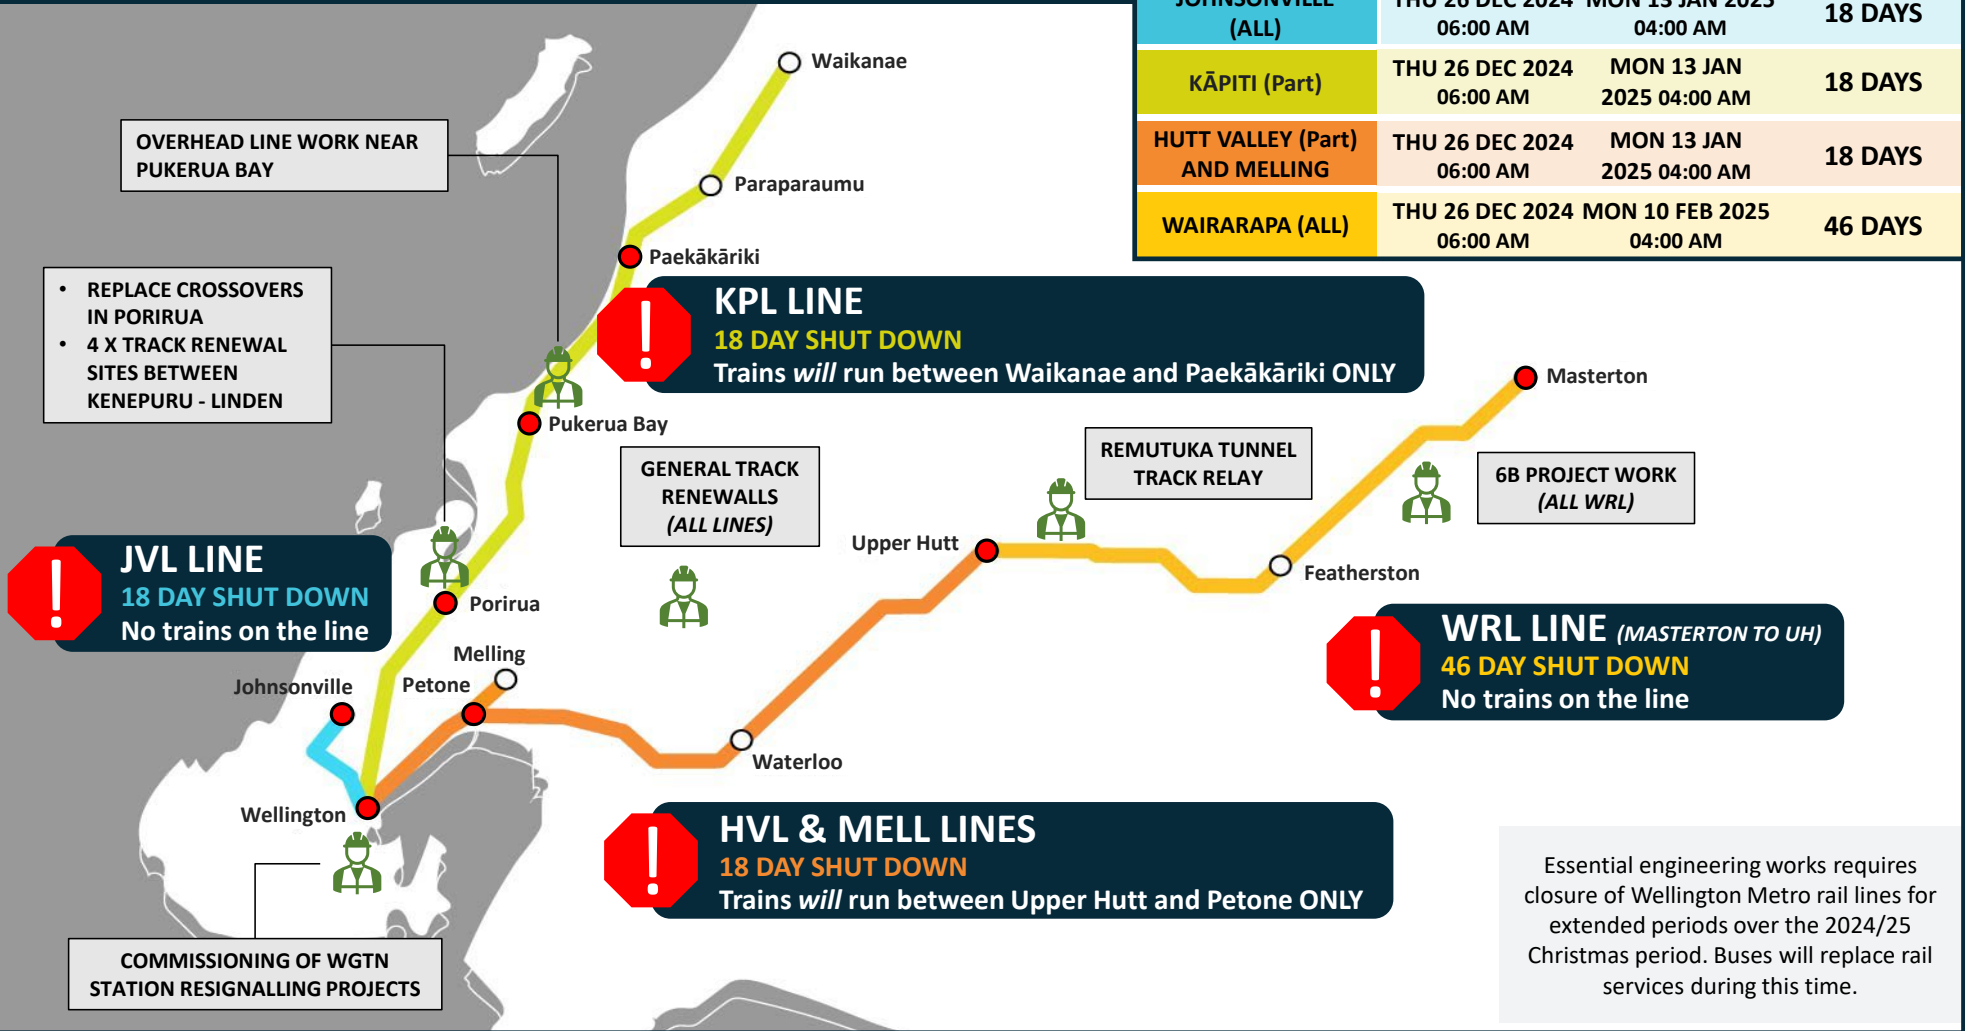 JOHNSONVILLE
(ALL)
THU 26 DEC 2024
06:00 AM
MON 13 JAN 2025
04:00 AM
18 DAYS
KĀPITI (Part)
THU 26 DEC 2024
06:00 AM
MON 13 JAN
2025 04:00 AM
18 DAYS
HUTT VALLEY (Part)
AND MELLING
THU 26 DEC 2024
06:00 AM
MON 13 JAN
2025 04:00 AM
18 DAYS
WAIRARAPA (ALL)
THU 26 DEC 2024
06:00 AM
MON 10 FEB 2025
04:00 AM
46 DAYS
Waikanae
OVERHEAD LINE WORK NEAR
PUKERUA BAY
Paraparaumu
Paekākāriki
• REPLACE CROSSOVERS
IN PORIRUA
• 4 X TRACK RENEWAL
SITES BETWEEN
KENEPURU - LINDEN
!
KPL LINE
18 DAY SHUT DOWN
Trains will run between Waikanae and Paekākāriki ONLY
Masterton
Pukerua Bay
GENERAL TRACK
RENEWALLS
(ALL LINES)
REMUTUKA TUNNEL
TRACK RELAY
6B PROJECT WORK
(ALL WRL)
Upper Hutt
Featherston
!
JVL LINE
18 DAY SHUT DOWN
No trains on the line
Porirua
!
WRL LINE (MASTERTON TO UH)
46 DAY SHUT DOWN
No trains on the line
Melling
Johnsonville
Petone
Waterloo
Wellington
!
HVL & MELL LINES
18 DAY SHUT DOWN
Trains will run between Upper Hutt and Petone ONLY
COMMISSIONING OF WGTN
STATION RESIGNALLING PROJECTS
Essential engineering works requires
closure of Wellington Metro rail lines for
extended periods over the 2024/25
Christmas period. Buses will replace rail
services during this time.